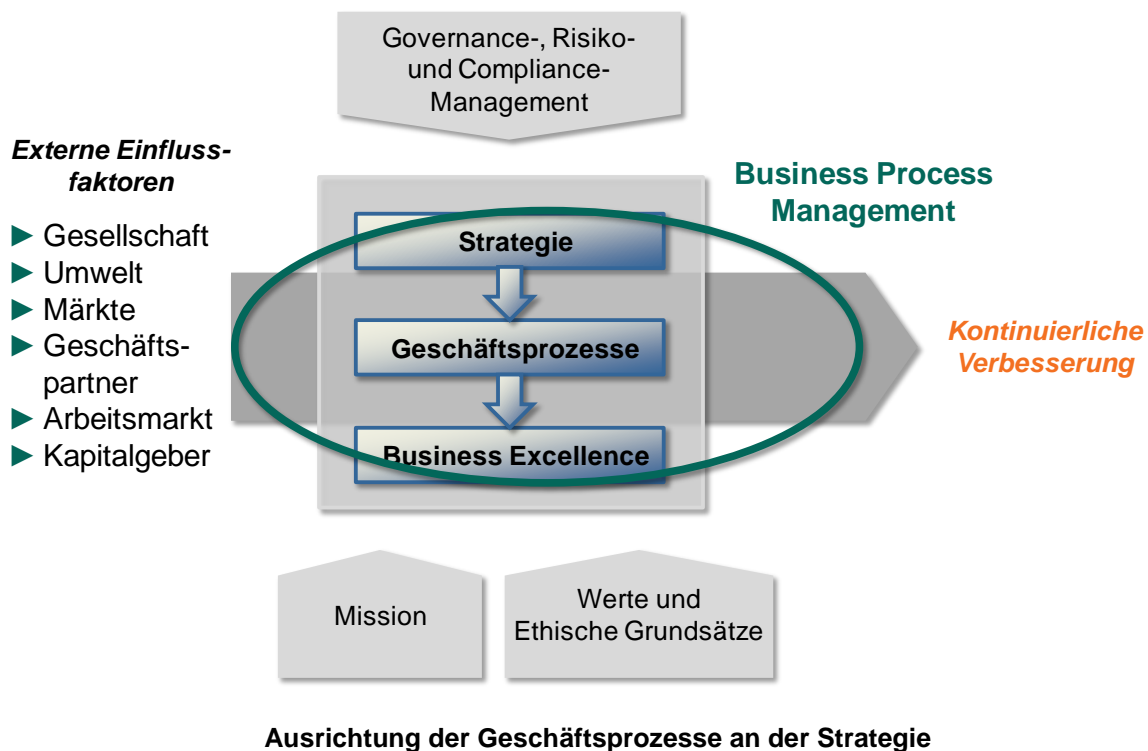 Governance-, Risiko-
und Compliance-
Management
Externe Einfluss-
faktoren
► Gesellschaft
► Umwelt
► Märkte
► Geschäfts-
partner
► Arbeitsmarkt
► Kapitalgeber
Business Process
Management
Strategie
Geschäftsprozesse
Business Excellence
Kontinuierliche
Verbesserung
Mission
Werte und
Ethische Grundsätze
Ausrichtung der Geschäftsprozesse an der Strategie